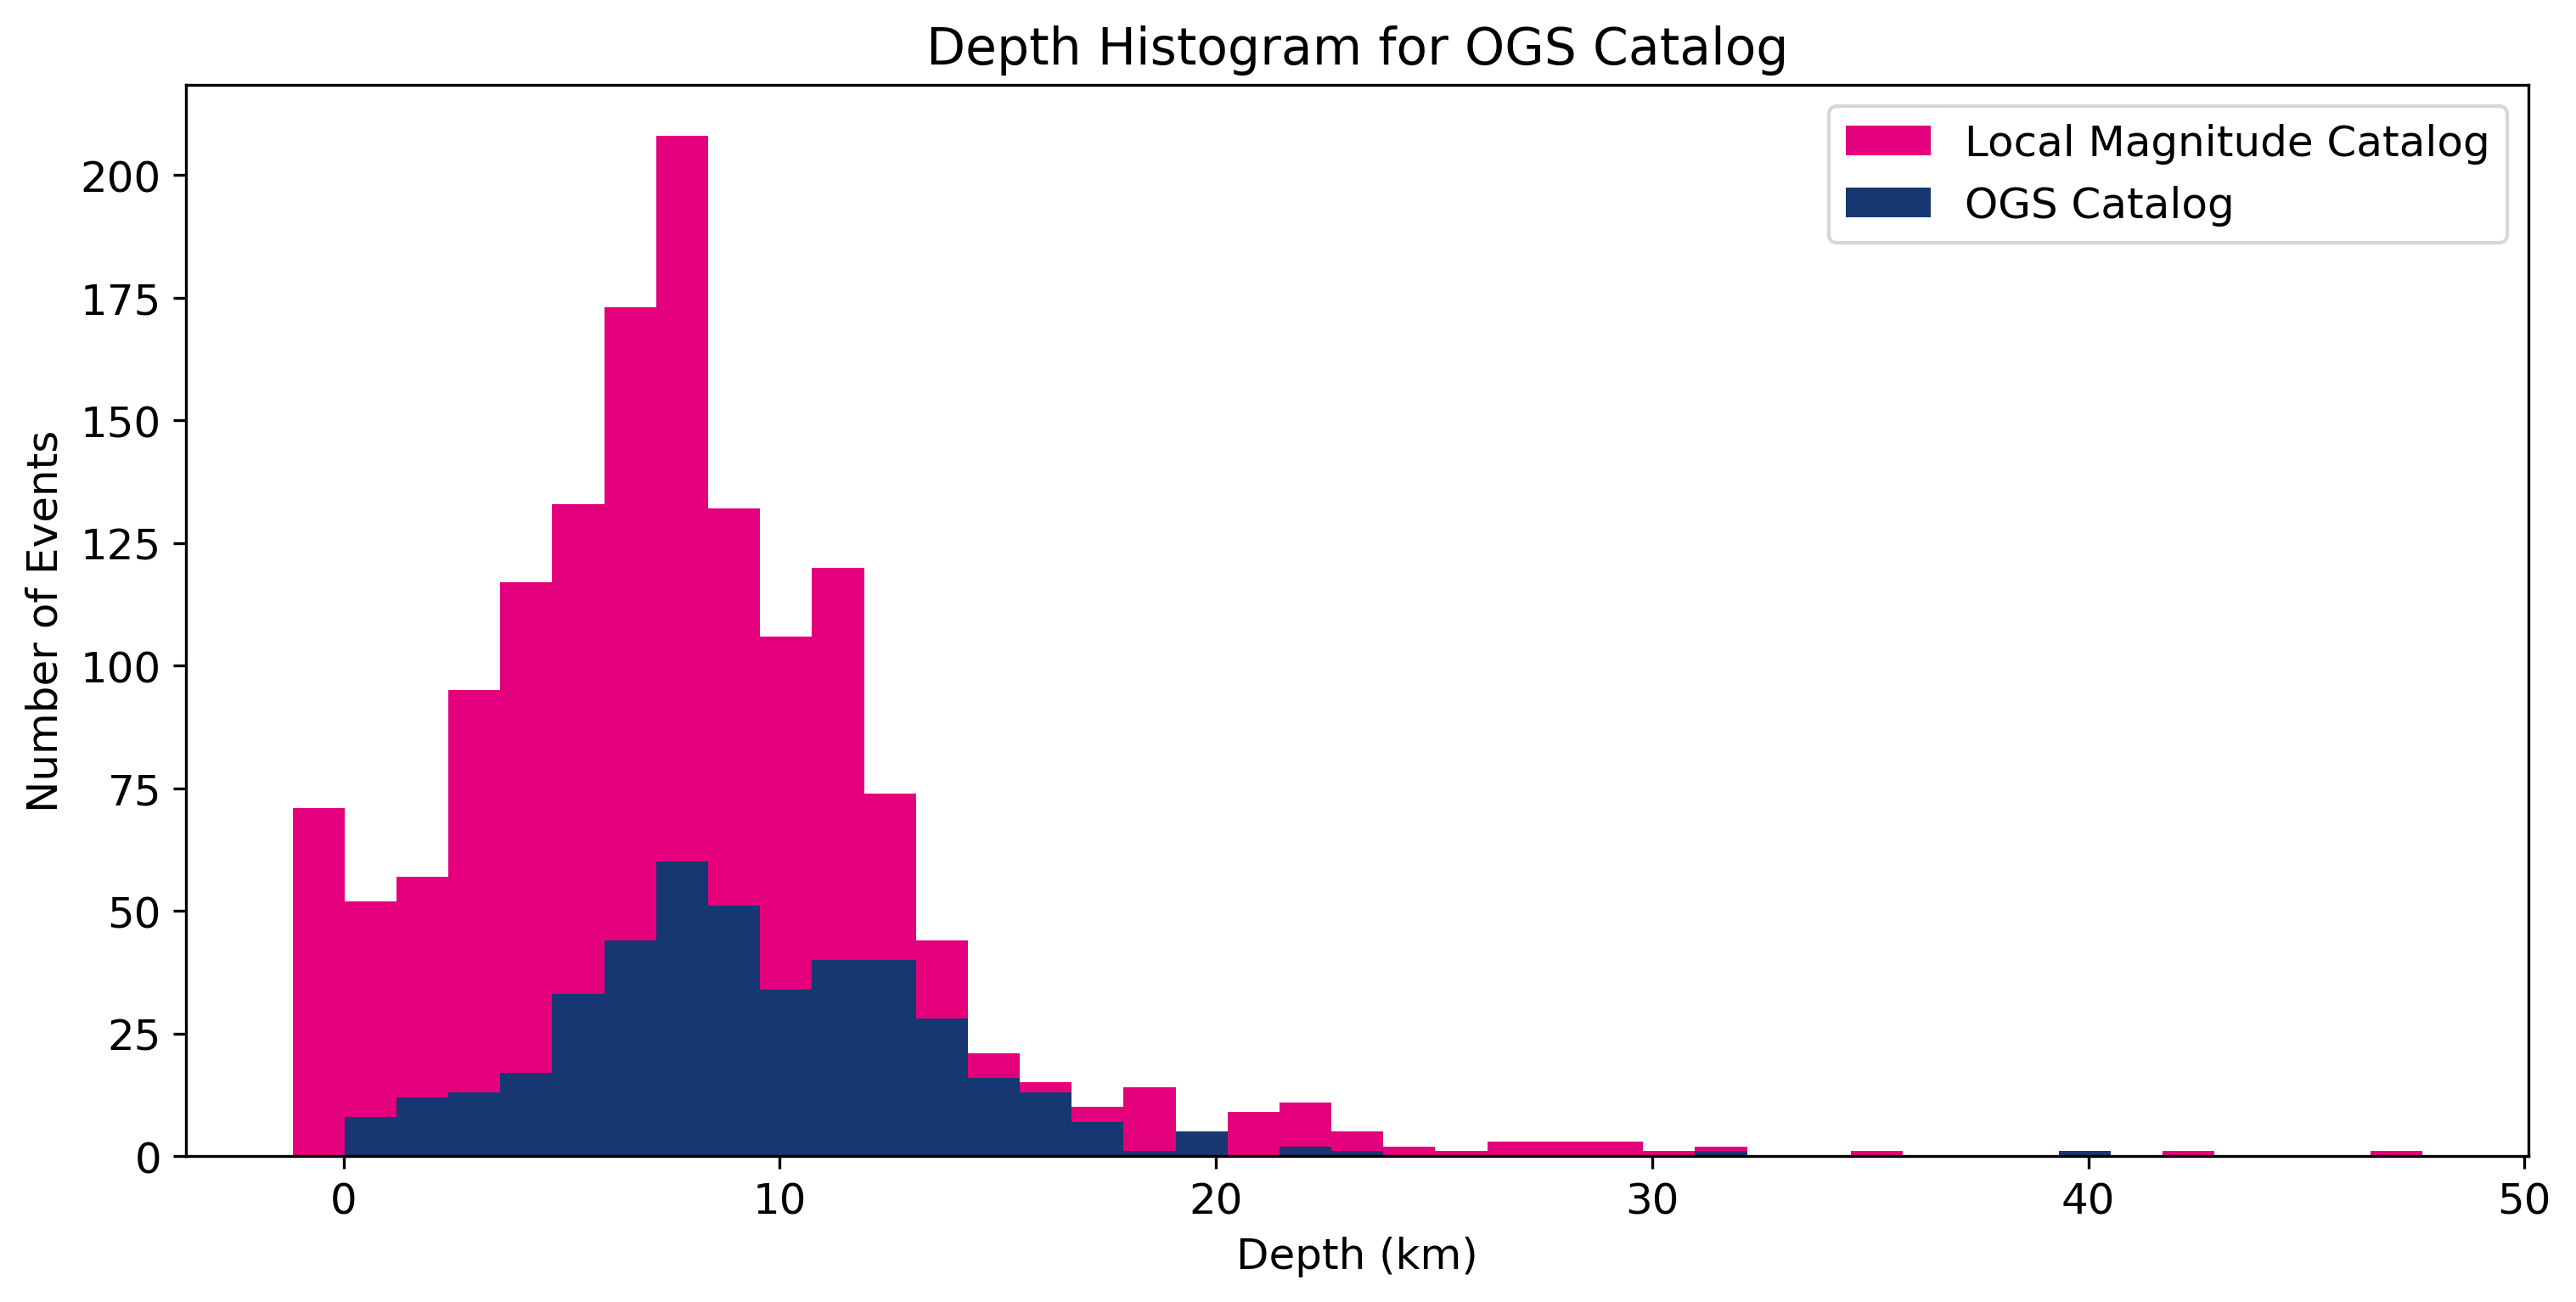 Depth Histogram for OGS Catalog
Local Magnitude Catalog
OGS Catalog
Number of Events
200
175
150
125
100
75
50
25
0
0 10 20 30 40 50
Depth (km)